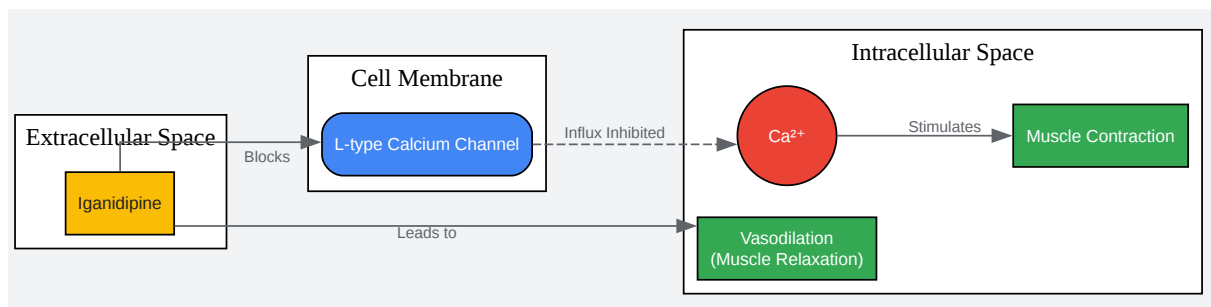 Extracellular Space
Iganidipine
Blocks
Cell Membrane
L-type Calcium Channel
Influx Inhibited
Leads to
Intracellular Space
Ca²⁺
Stimulates
Muscle Contraction
Vasodilation
(Muscle Relaxation)